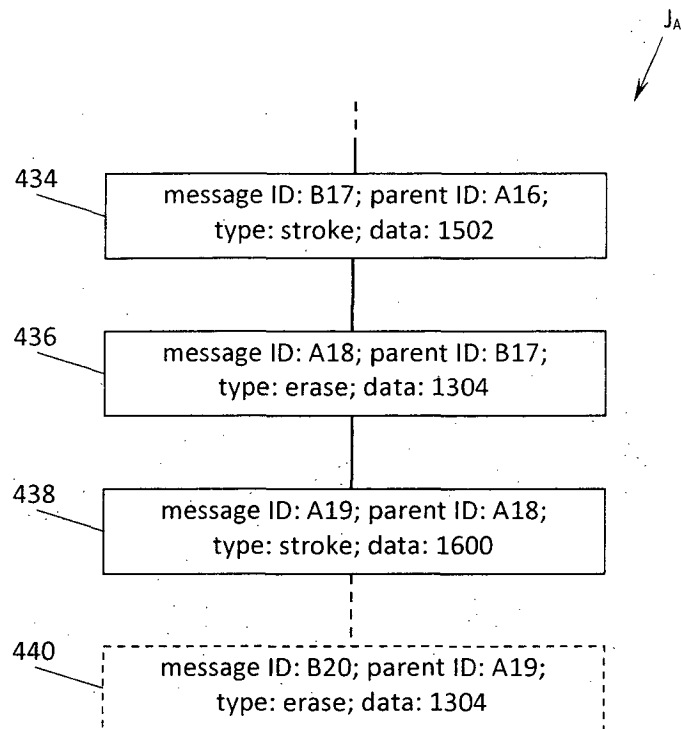 J_A
434
message ID: B17; parent ID: A16;
type: stroke; data: 1502
436
message ID: A18; parent ID: B17;
type: erase; data: 1304
438
message ID: A19; parent ID: A18;
type: stroke; data: 1600
440
message ID: B20; parent ID: A19;
type: erase; data: 1304